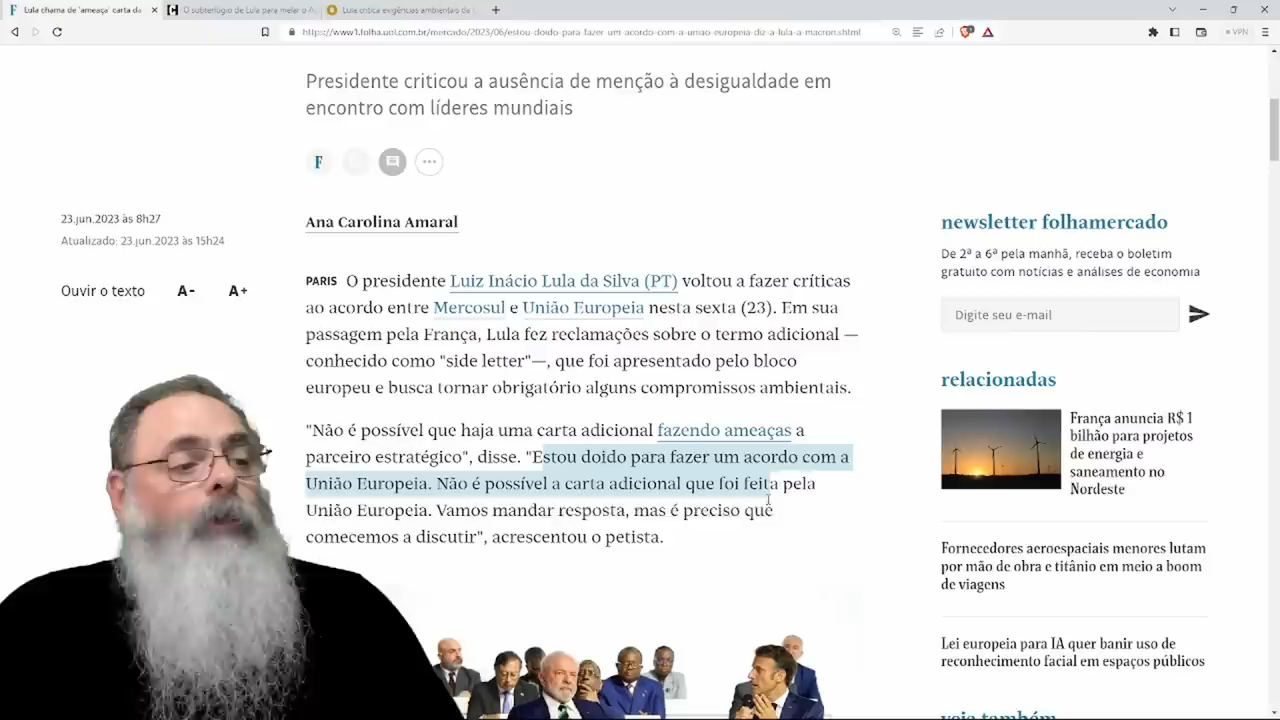 Lula chama de 'ameaça' carta da
O subterfúgio de Lula para melar o A
Lula critica exigências ambientais da
https://www1.folha.uol.com.br/mercado/2023/06/estou-doido-para-fazer-um-acordo-com-a-uniao-europeia-diz-a-lula-a-macron.shtml
VPN
Presidente criticou a ausência de menção à desigualdade em
encontro com líderes mundiais
F
23.jun.2023 às 8h27
Atualizado: 23.jun.2023 às 15h24
Ouvir o texto A- A+
Ana Carolina Amaral
PARIS O presidente Luiz Inácio Lula da Silva (PT) voltou a fazer críticas
ao acordo entre Mercosul e União Europeia nesta sexta (23). Em sua
passagem pela França, Lula fez reclamações sobre o termo adicional —
conhecido como "side letter"—, que foi apresentado pelo bloco
europeu e busca tornar obrigatório alguns compromissos ambientais.
"Não é possível que haja uma carta adicional fazendo ameaças a
parceiro estratégico", disse. "Estou doido para fazer um acordo com a
União Europeia. Não é possível a carta adicional que foi feita pela
União Europeia. Vamos mandar resposta, mas é preciso que
comecemos a discutir", acrescentou o petista.
newsletter folhamercado
De 2ª a 6ª pela manhã, receba o boletim
gratuito com notícias e análises de economia
Digite seu e-mail
relacionadas
França anuncia R$ 1
bilhão para projetos
de energia e
saneamento no
Nordeste
Fornecedores aeroespaciais menores lutam
por mão de obra e titânio em meio a boom
de viagens
Lei europeia para IA quer banir uso de
reconhecimento facial em espaços públicos
veja também